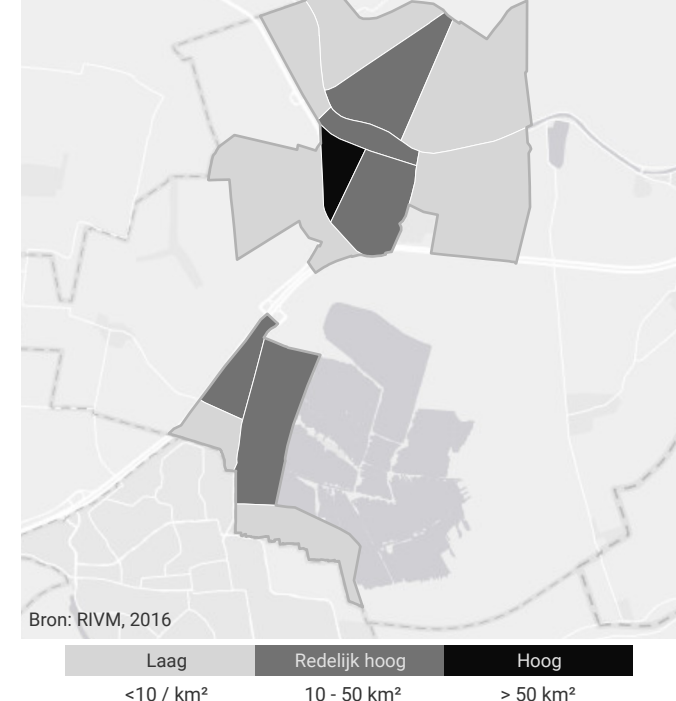 Bron: RIVM, 2016
Laag Redelijk hoog Hoog
<10 / km² 10 - 50 km² > 50 km²